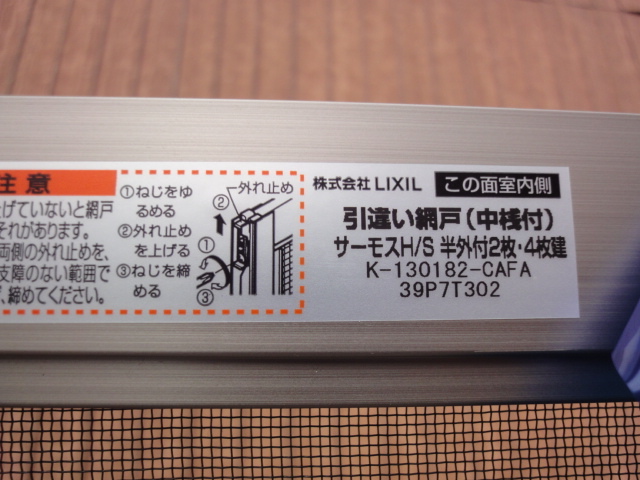 注意
げていないと網戸
それがあります。
両側の外れ止めを、
支障のない範囲で
、締めてください。
①ねじをゆ
るめる
②外れ止め
を上げる
③ねじを締
める
外れ止め
②
①
③
株式会社 LIXIL
この面室内側
引違い網戸(中桟付)
サーモスH/S 半外付2枚・4枚建
K-130182-CAFA
39P7T302